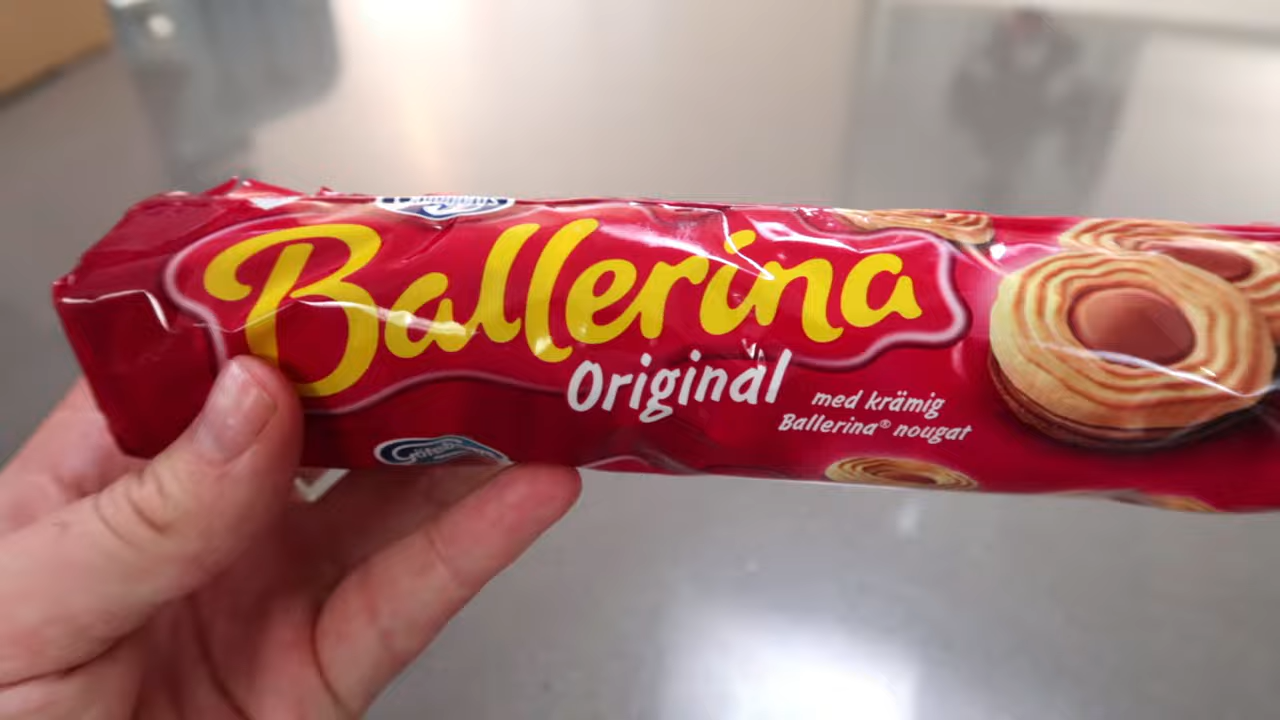 Ballerina
Original
med krämig
Ballerina® nougat